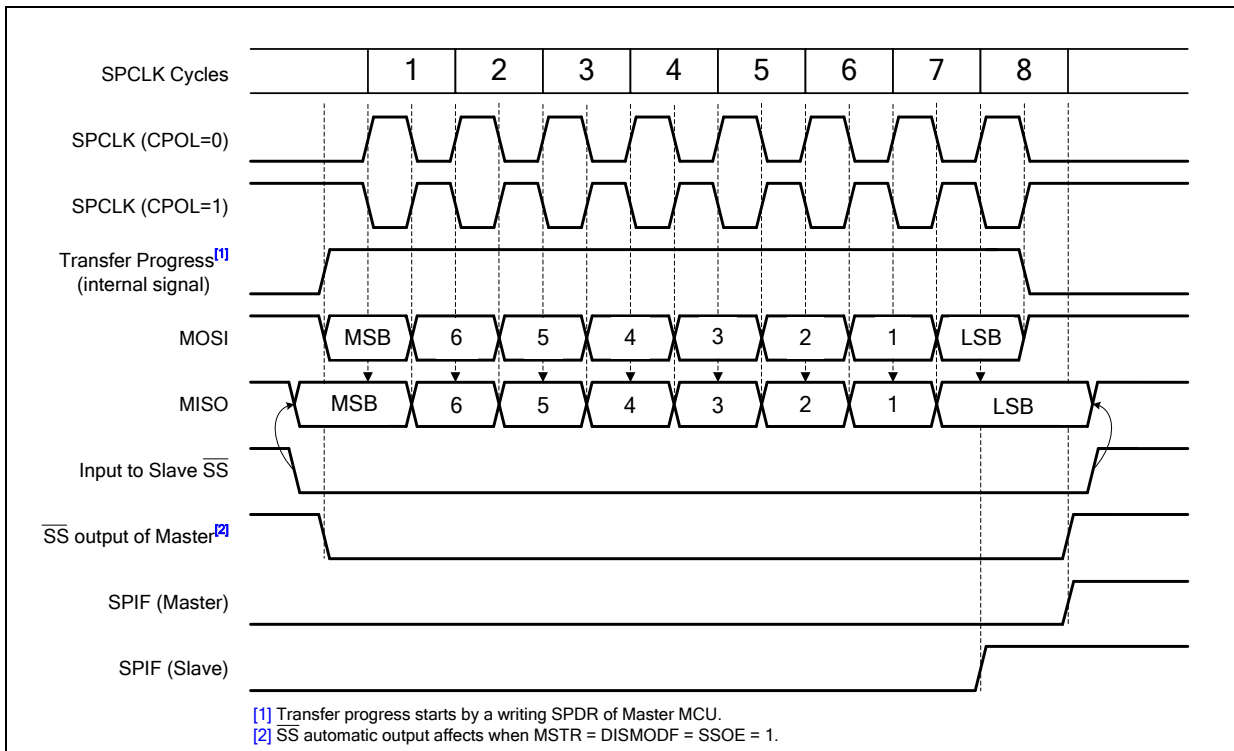 SPCLK Cycles 1 2 3 4 5 6 7 8
SPCLK (CPOL=0)
SPCLK (CPOL=1)
Transfer Progress[1]
(internal signal)
MOSI MSB 6 5 4 3 2 1 LSB
MISO MSB 6 5 4 3 2 1 LSB
Input to Slave S̅S̅
S̅S̅ output of Master[2]
SPIF (Master)
SPIF (Slave)
[1] Transfer progress starts by a writing SPDR of Master MCU.
[2] S̅S̅ automatic output affects when MSTR = DISMODF = SSOE = 1.